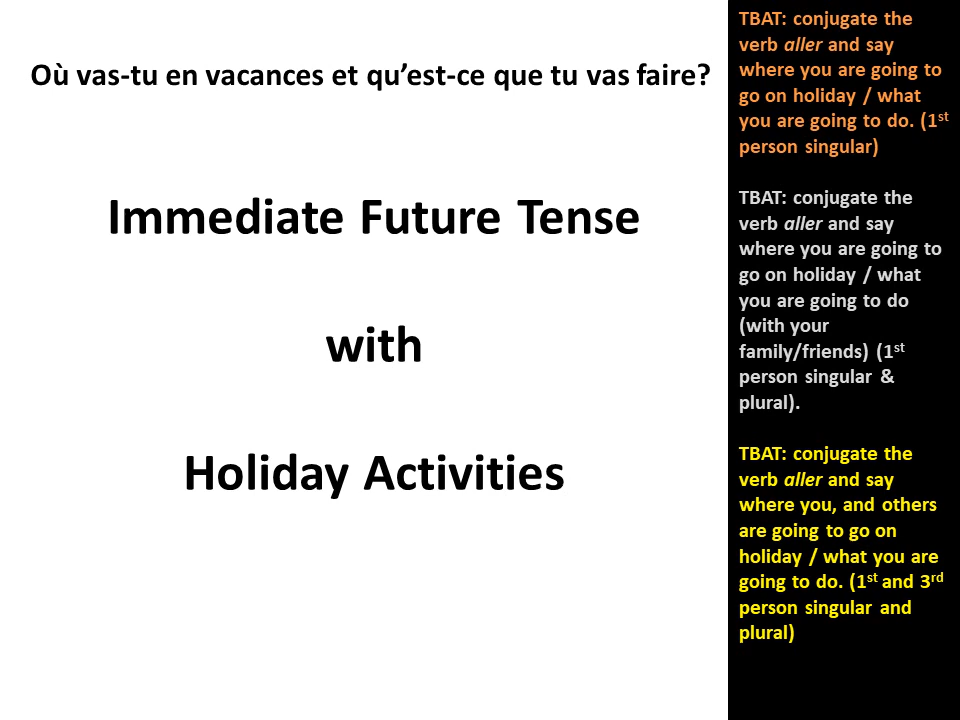 Où vas-tu en vacances et qu’est-ce que tu vas faire?
Immediate Future Tense
with
Holiday Activities
TBAT: conjugate the
verb aller and say
where you are going to
go on holiday / what
you are going to do. (1st
person singular)
TBAT: conjugate the
verb aller and say
where you are going to
go on holiday / what
you are going to do
(with your
family/friends) (1st
person singular &
plural).
TBAT: conjugate the
verb aller and say
where you, and others
are going to go on
holiday / what you are
going to do. (1st and 3rd
person singular and
plural)